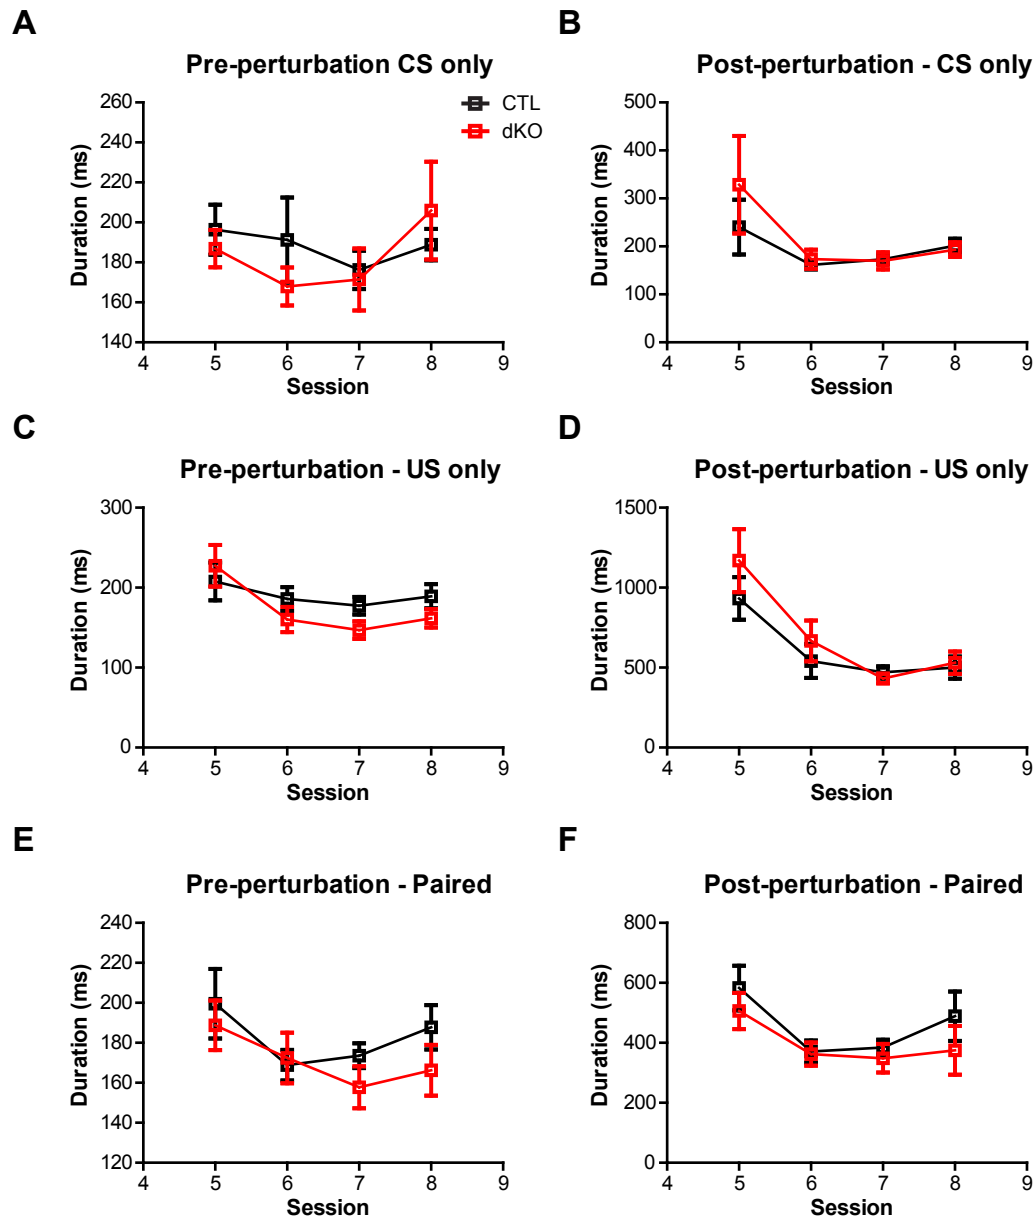 A
Pre-perturbation CS only
CTL
dKO
Duration (ms)
260
240
220
200
180
160
140
4
5
6
7
8
9
Session
B
Post-perturbation - CS only
Duration (ms)
500
400
300
200
100
0
4
5
6
7
8
9
Session
C
Pre-perturbation - US only
Duration (ms)
300
200
100
0
4
5
6
7
8
9
Session
D
Post-perturbation - US only
Duration (ms)
1500
1000
500
0
4
5
6
7
8
9
Session
E
Pre-perturbation - Paired
Duration (ms)
240
220
200
180
160
140
120
4
5
6
7
8
9
Session
F
Post-perturbation - Paired
Duration (ms)
800
600
400
200
0
4
5
6
7
8
9
Session